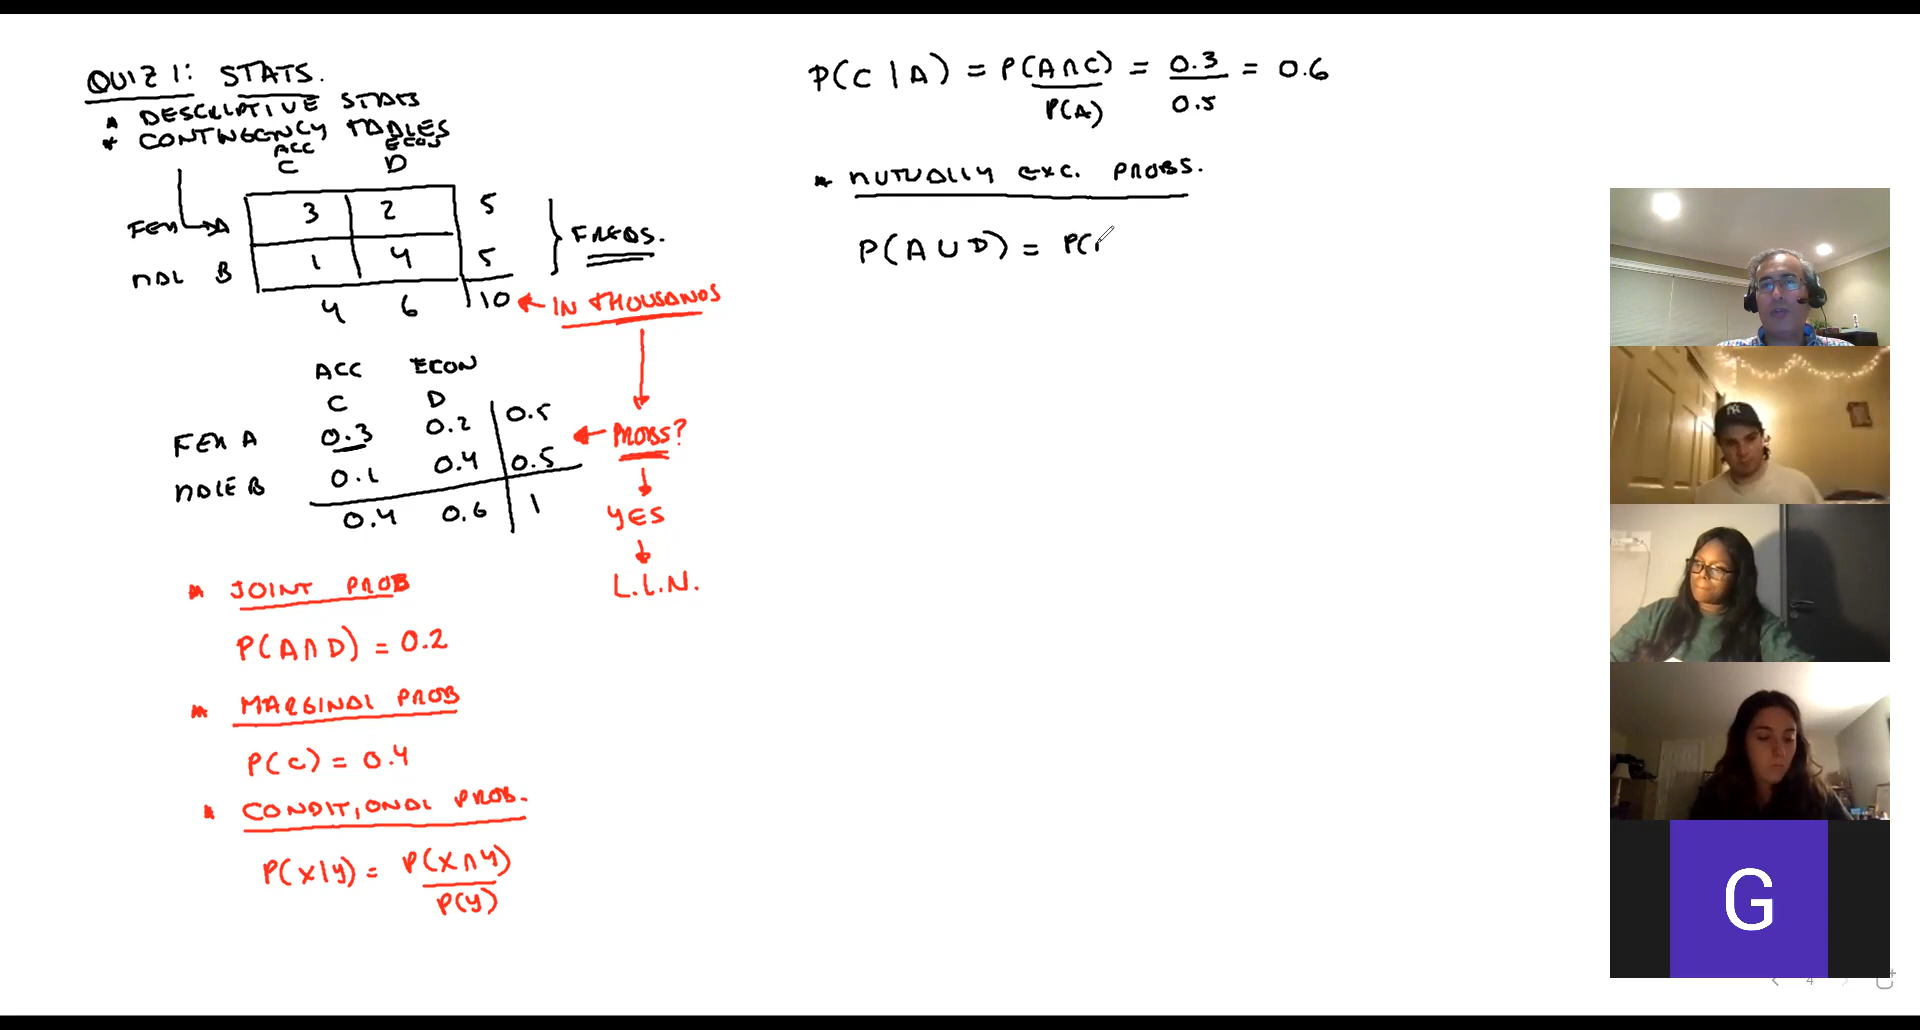 QUIZ 1: STATS.
* DESCRIPTIVE STATS
* CONTINGENCY TABLES
ACC ECON
C D
FEM A 3 2 5
MAL B 1 4 5
4 6 10
} FREQS.
← IN THOUSANDS
ACC ECON
C D
FEM A 0.3 0.2 0.5
MALE B 0.1 0.4 0.5
0.4 0.6 1
← PROBS?
YES
L.L.N.
* JOINT PROB
P(A∩D) = 0.2
* MARGINAL PROB
P(C) = 0.4
* CONDITIONAL PROB.
P(X|Y) = P(X∩Y)
P(Y)
P(C|A) = P(A∩C) = 0.3 = 0.6
P(A) 0.5
* MUTUALLY EXC. PROBS.
P(A∪D) = P(
G
4